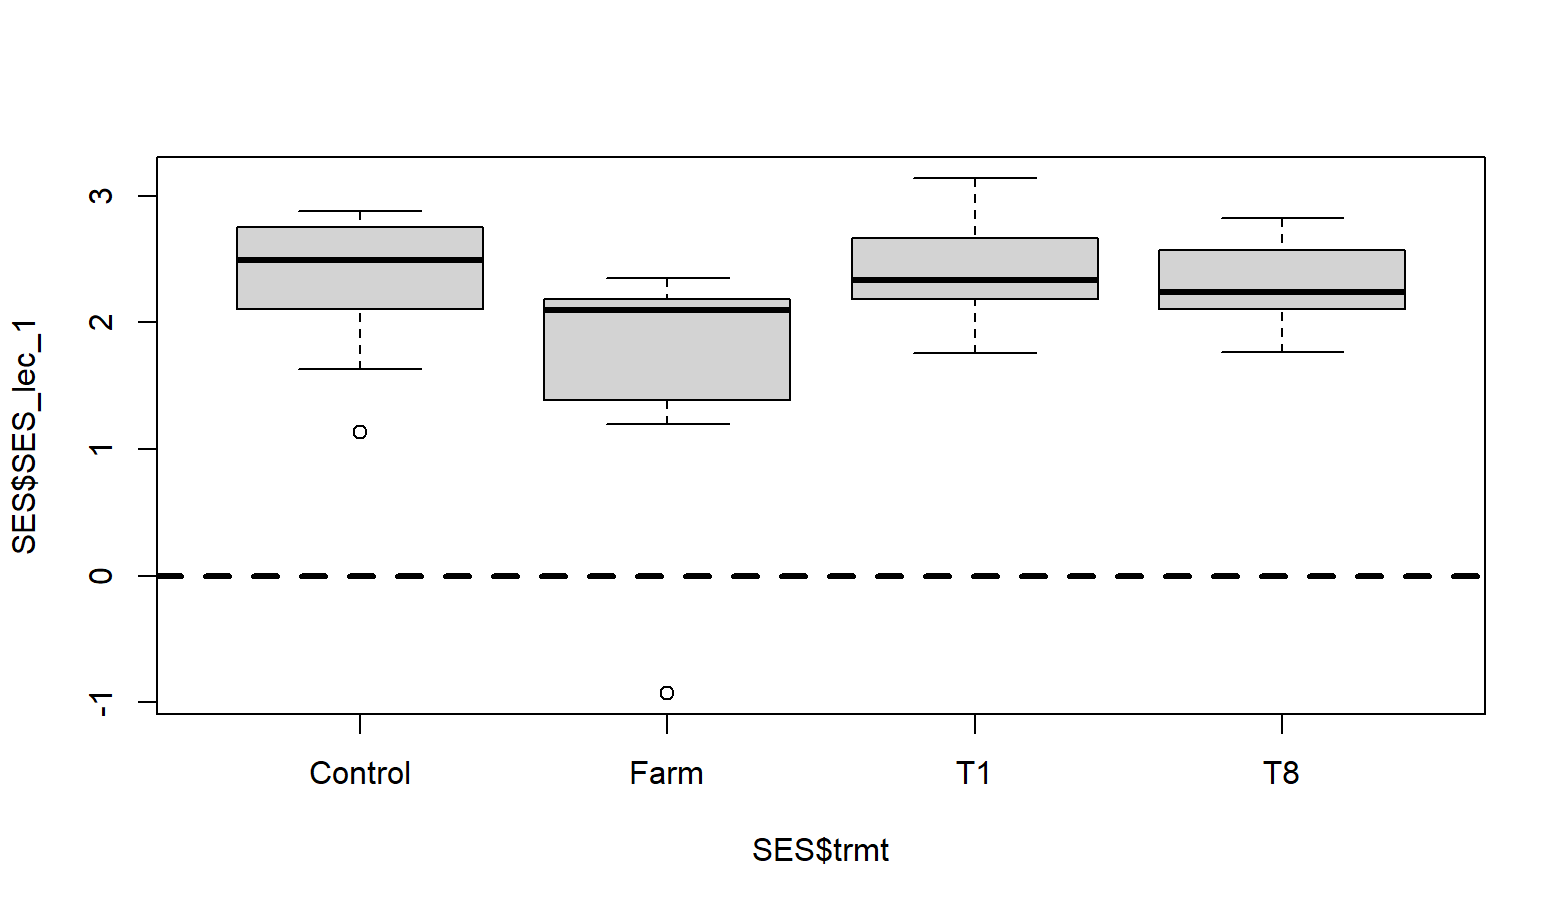 SES$SES_lec_1
3
2
1
0
-1
Control Farm T1 T8
SES$trmt